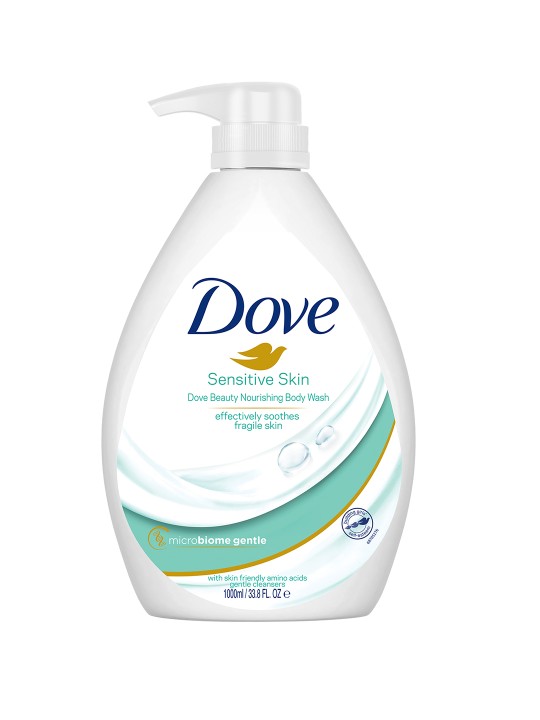 Dove
Sensitive Skin
Dove Beauty Nourishing Body Wash
effectively soothes
fragile skin
microbiome gentle
with skin friendly amino acids
gentle cleansers
1000ml / 33.8 FL. OZ ℮